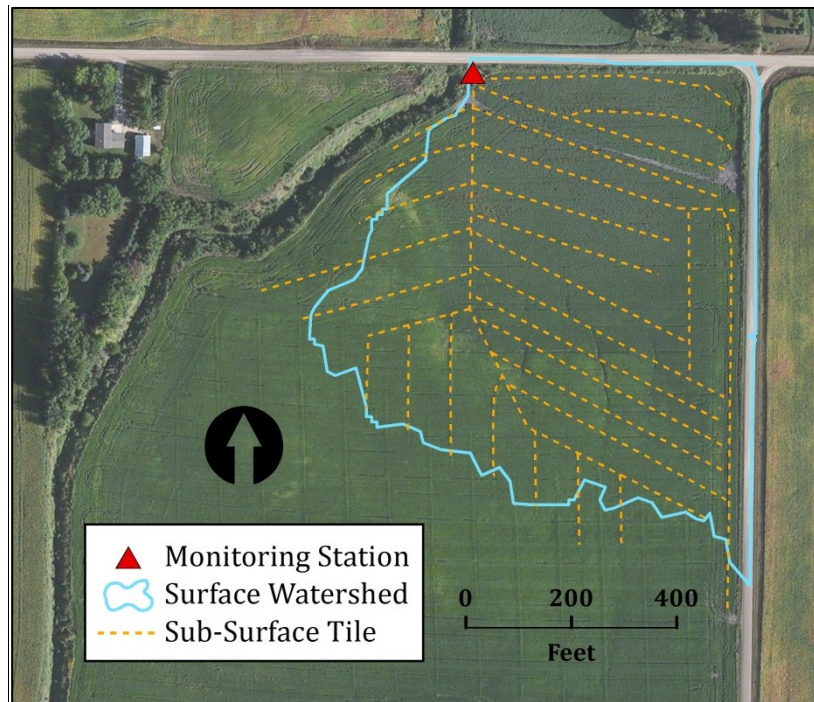 Monitoring Station
Surface Watershed
Sub-Surface Tile
0 200 400
Feet